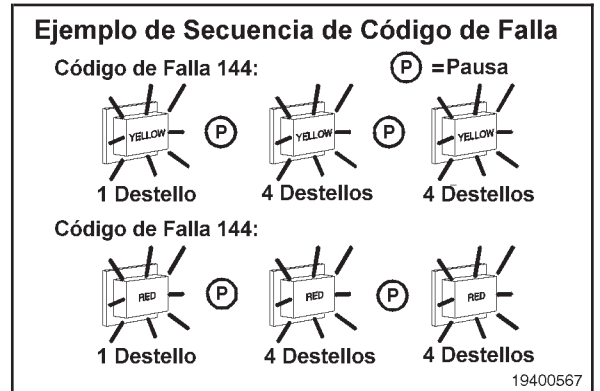 Ejemplo de Secuencia de Código de Falla
Código de Falla 144: P =Pausa
YELLOW P YELLOW P YELLOW
1 Destello 4 Destellos 4 Destellos
Código de Falla 144:
RED P RED P RED
1 Destello 4 Destellos 4 Destellos
19400567